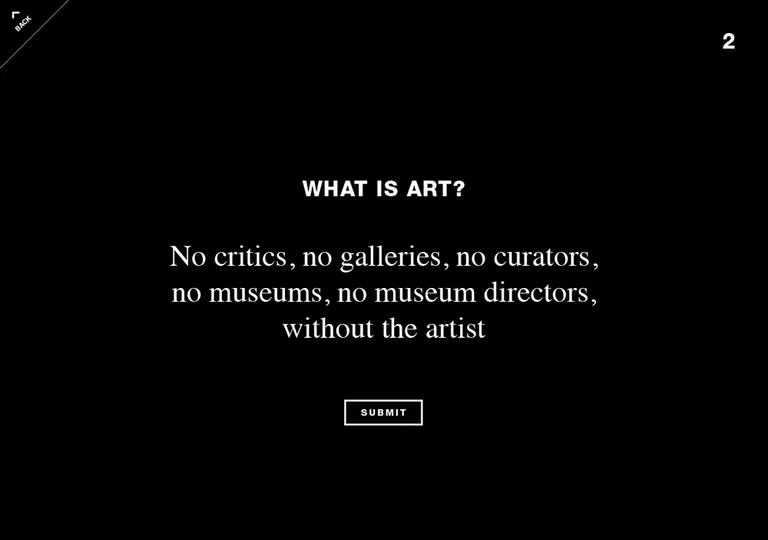 BACK
2
WHAT IS ART?
No critics, no galleries, no curators,
no museums, no museum directors,
without the artist
SUBMIT